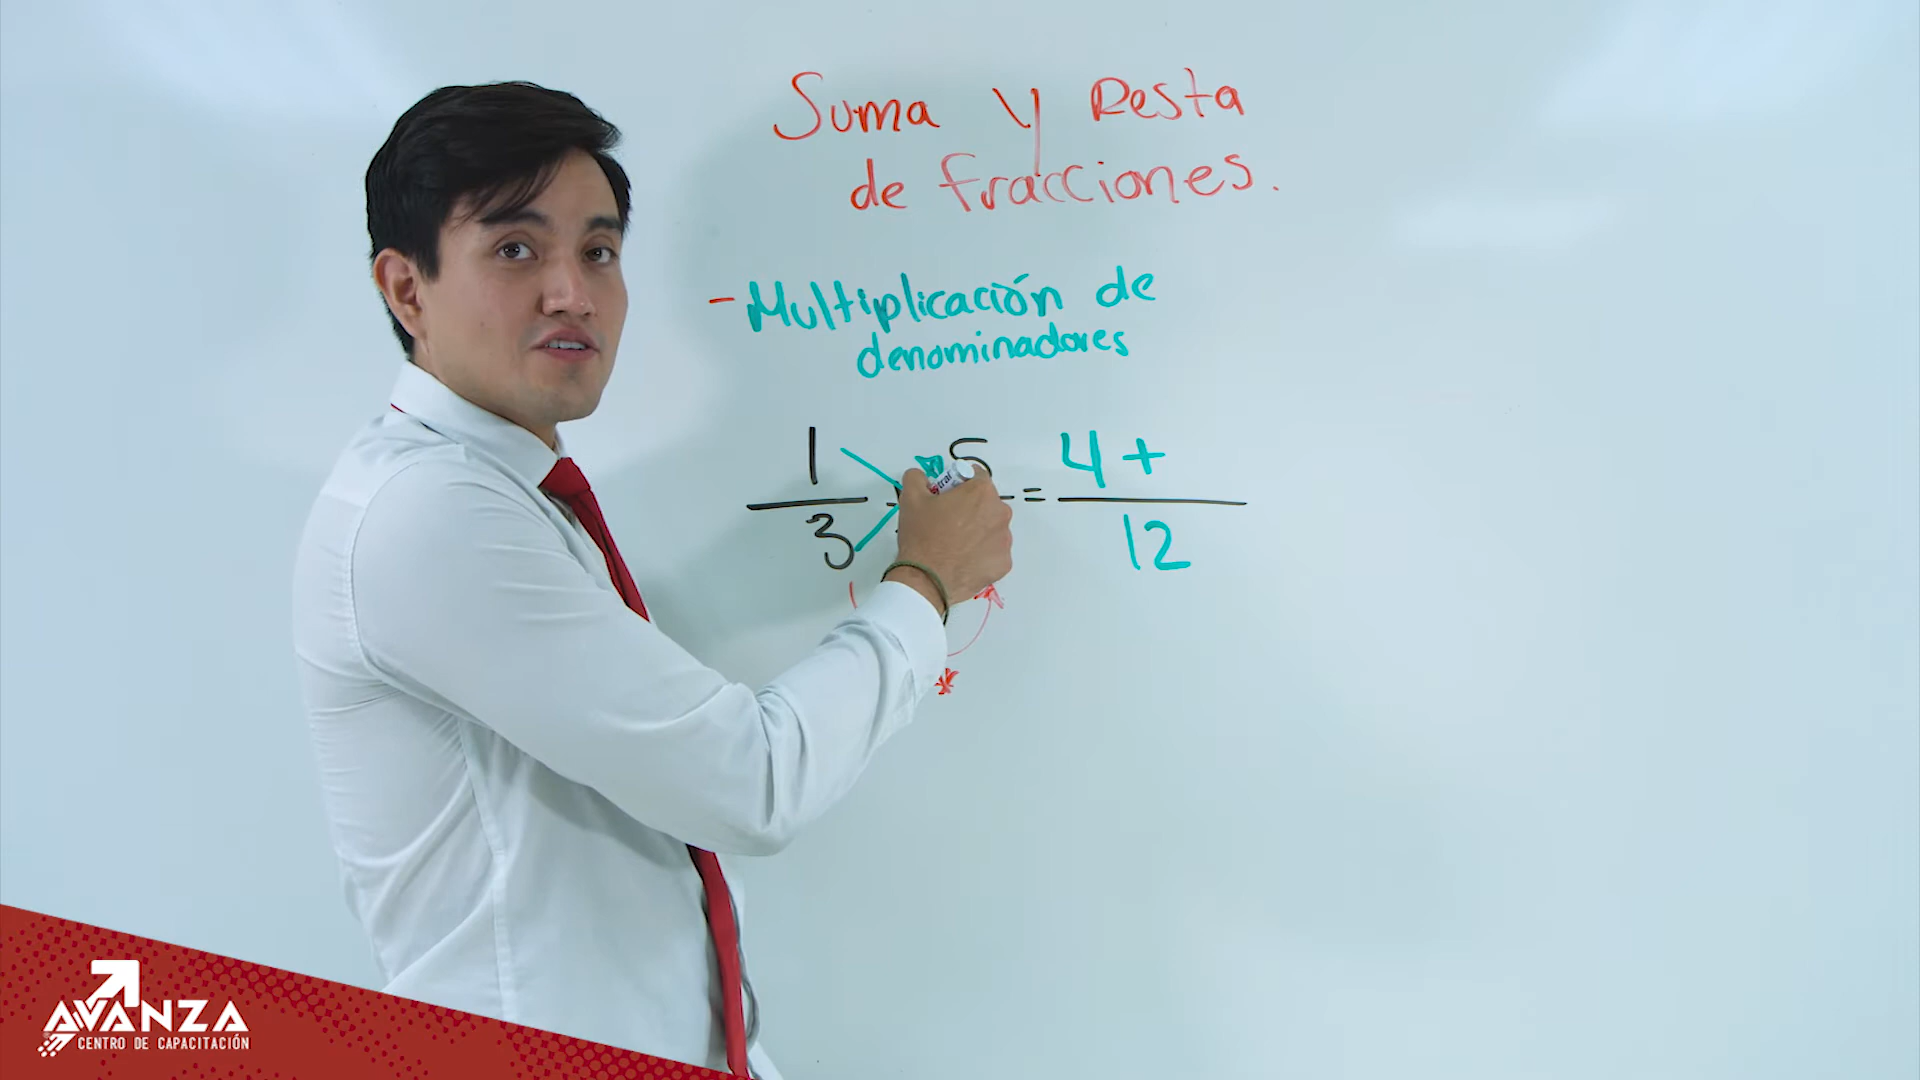 Suma y Resta
de fracciones.
- Multiplicación de
denominadores
1 5 = 4 +
3 12
*
AVANZA
CENTRO DE CAPACITACIÓN